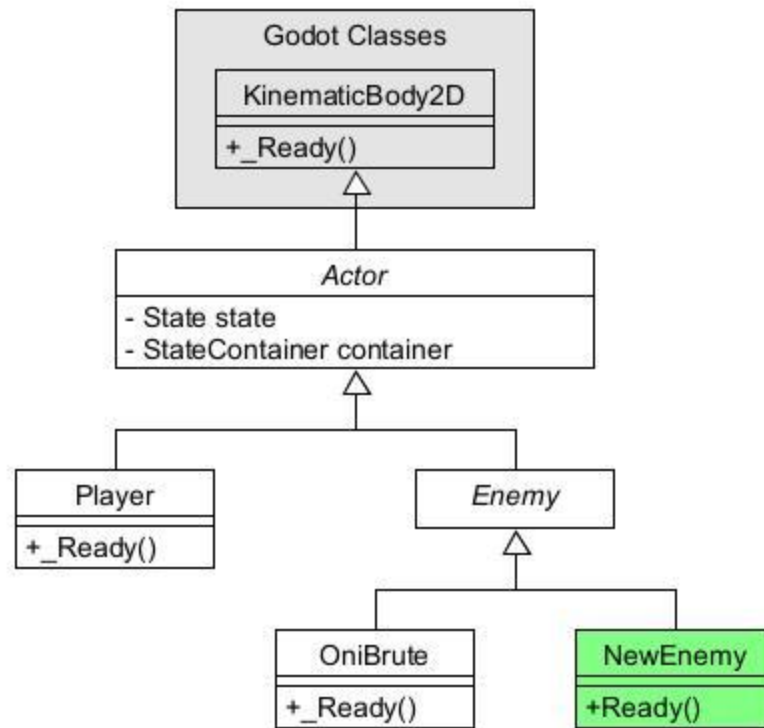 Godot Classes
KinematicBody2D
+_Ready()
Actor
- State state
- StateContainer container
Player
+_Ready()
Enemy
OniBrute
+_Ready()
NewEnemy
+Ready()